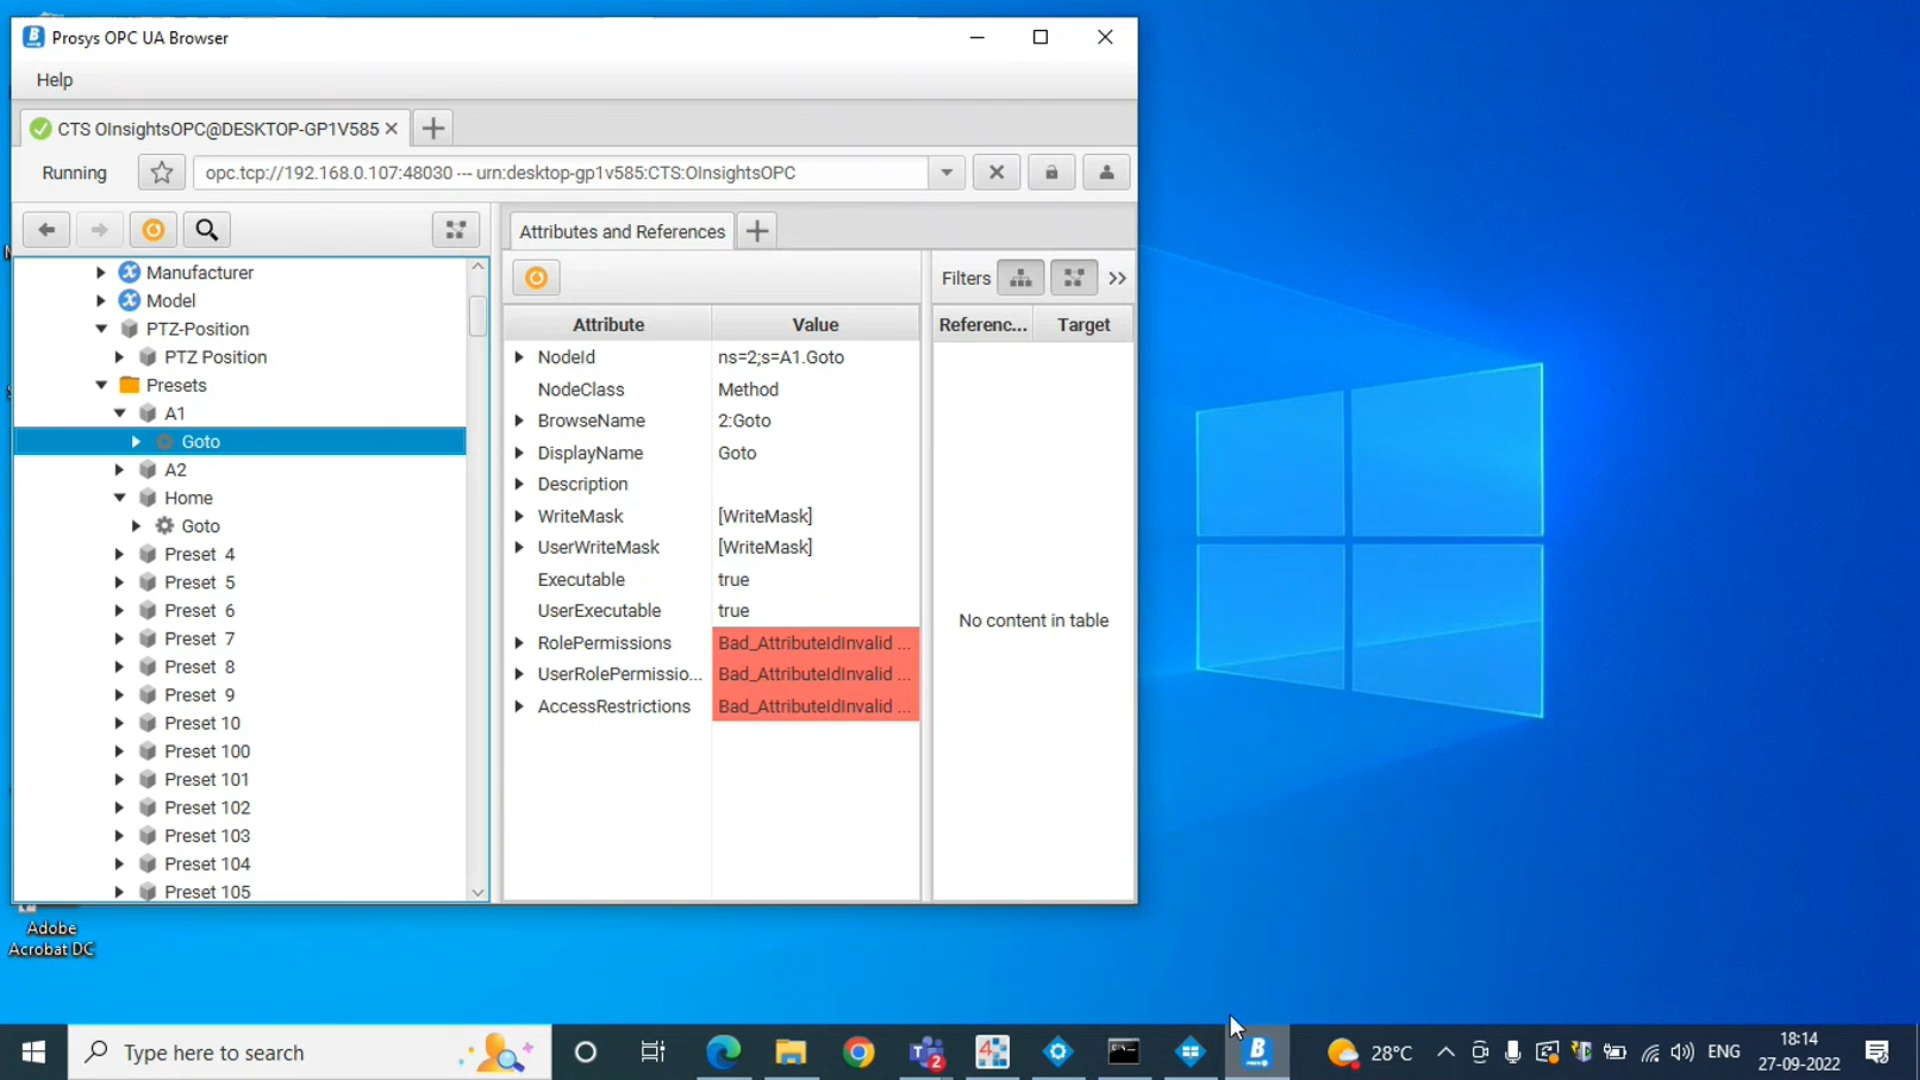 Prosys OPC UA Browser
Help
CTS OInsightsOPC@DESKTOP-GP1V585
Running
opc.tcp://192.168.0.107:48030 --- urn:desktop-gp1v585:CTS:OInsightsOPC
Manufacturer
Model
PTZ-Position
PTZ Position
Presets
A1
Goto
A2
Home
Goto
Preset 4
Preset 5
Preset 6
Preset 7
Preset 8
Preset 9
Preset 10
Preset 100
Preset 101
Preset 102
Preset 103
Preset 104
Preset 105
Attributes and References
Attribute Value
NodeId ns=2;s=A1.Goto
NodeClass Method
BrowseName 2:Goto
DisplayName Goto
Description
WriteMask [WriteMask]
UserWriteMask [WriteMask]
Executable true
UserExecutable true
RolePermissions Bad_AttributeIdInvalid ...
UserRolePermissio... Bad_AttributeIdInvalid ...
AccessRestrictions Bad_AttributeIdInvalid ...
Filters
Referenc... Target
No content in table
Adobe
Acrobat DC
Type here to search
28°C
ENG
18:14
27-09-2022